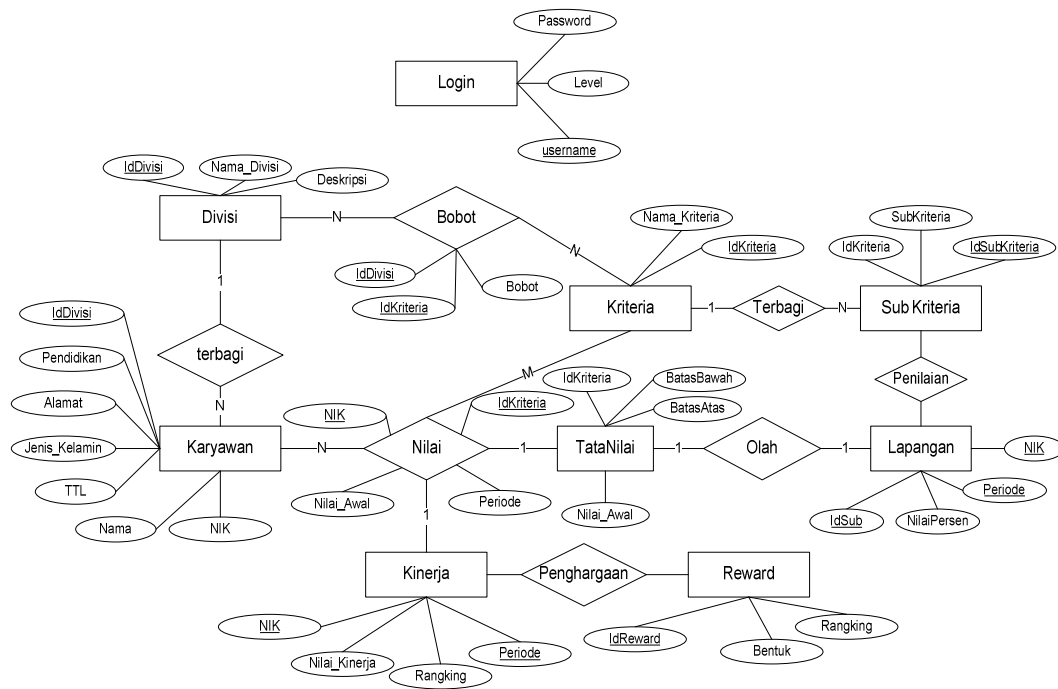 Password
Login
Level
username
IdDivisi
Nama_Divisi
Deskripsi
Divisi
N
Bobot
N
IdDivisi
IdKriteria
Bobot
Nama_Kriteria
IdKriteria
SubKriteria
IdKriteria
IdSubKriteria
Kriteria
1
Terbagi
N
Sub Kriteria
1
terbagi
N
IdDivisi
Pendidikan
Alamat
Jenis_Kelamin
TTL
Nama
NIK
Karyawan
N
NIK
M
IdKriteria
Nilai
Nilai_Awal
Periode
1
IdKriteria
BatasBawah
BatasAtas
TataNilai
Nilai_Awal
1
Olah
1
Penilaian
Lapangan
NIK
Periode
IdSub
NilaiPersen
1
Kinerja
Penghargaan
Reward
NIK
Nilai_Kinerja
Rangking
Periode
IdReward
Bentuk
Rangking